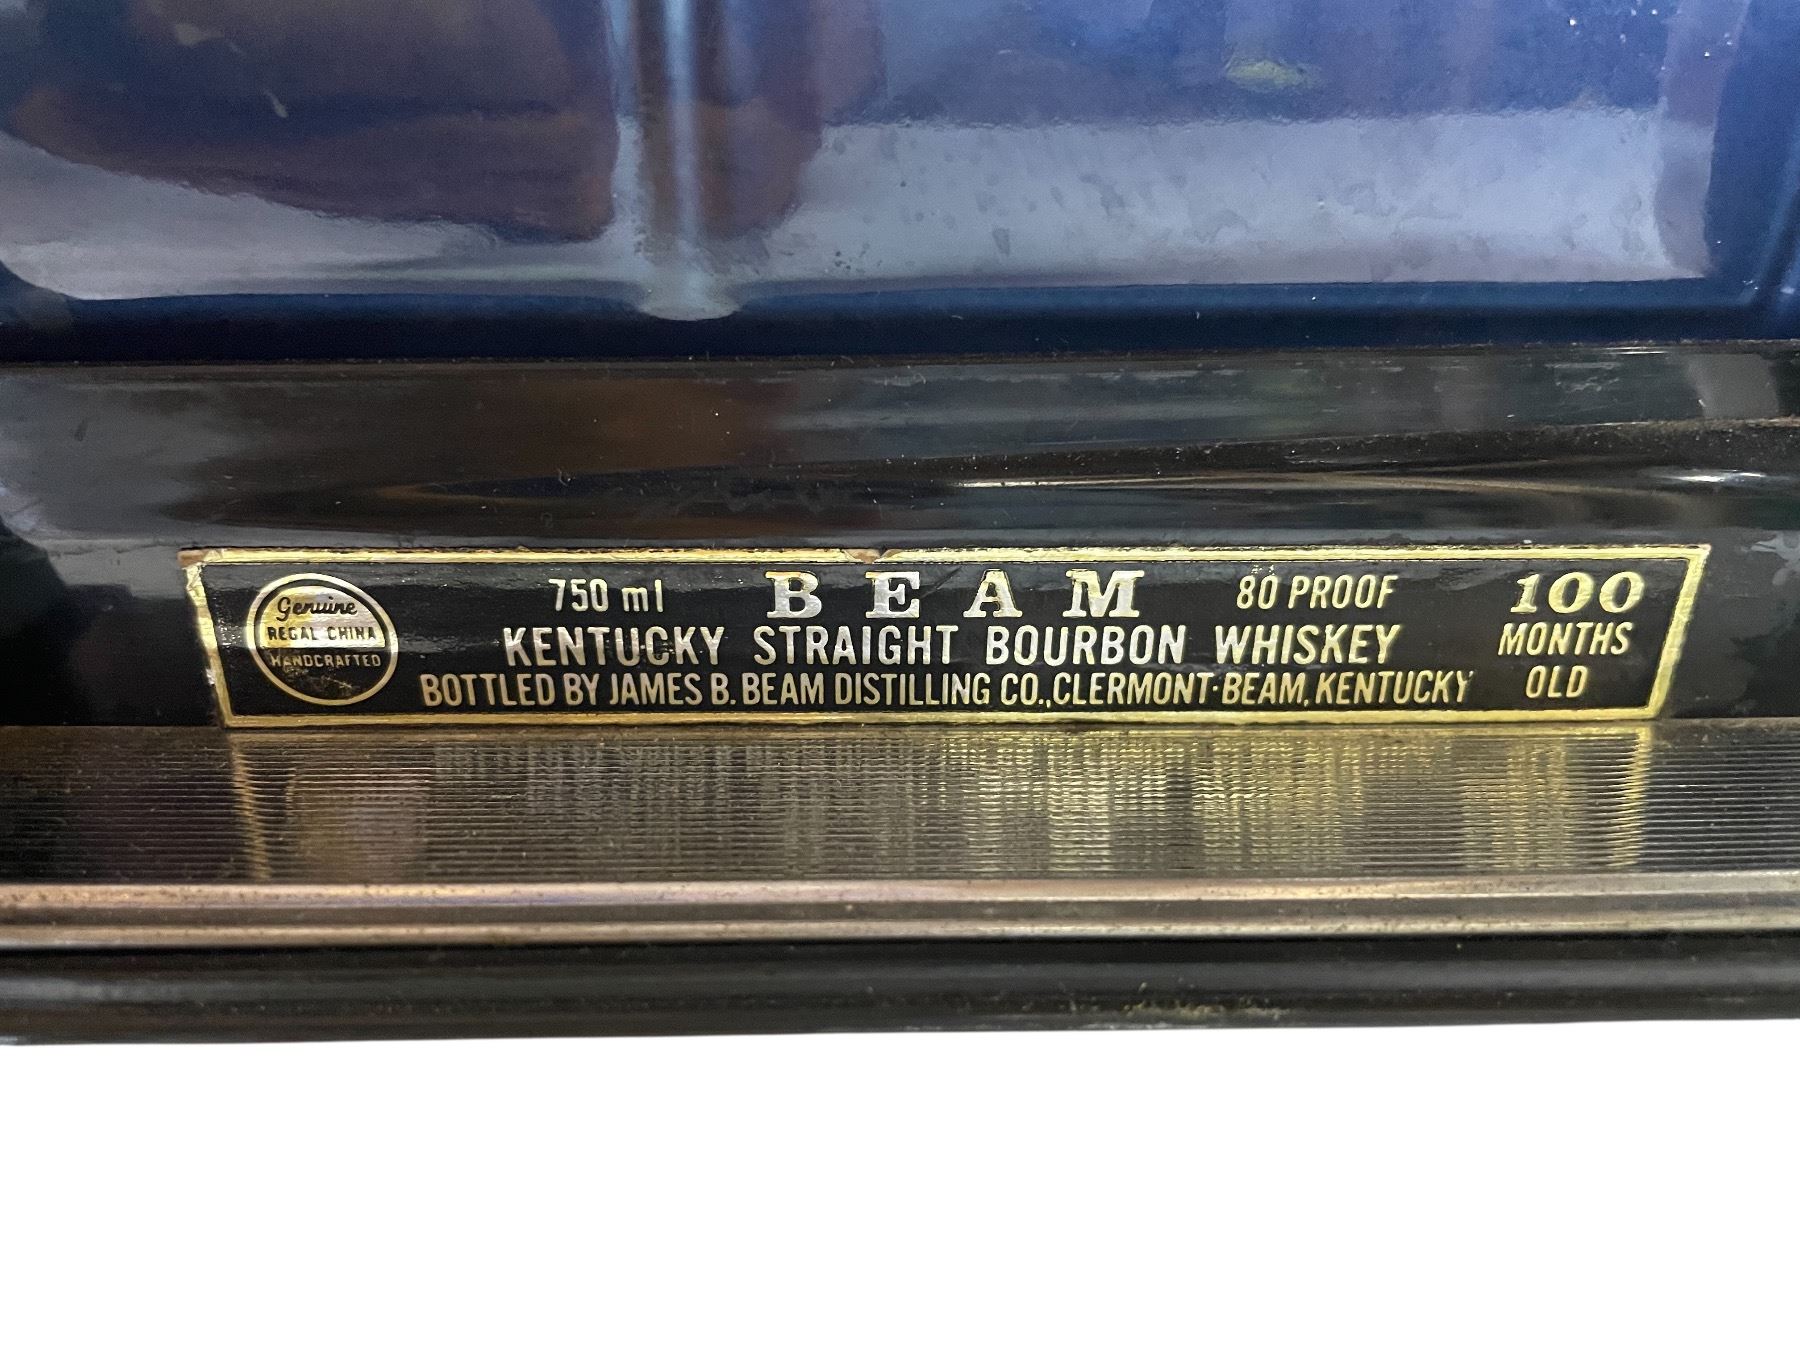 Genuine
REGAL CHINA
HANDCRAFTED
750 ml BEAM 80 PROOF
KENTUCKY STRAIGHT BOURBON WHISKEY
BOTTLED BY JAMES B. BEAM DISTILLING CO., CLERMONT·BEAM, KENTUCKY
100
MONTHS
OLD